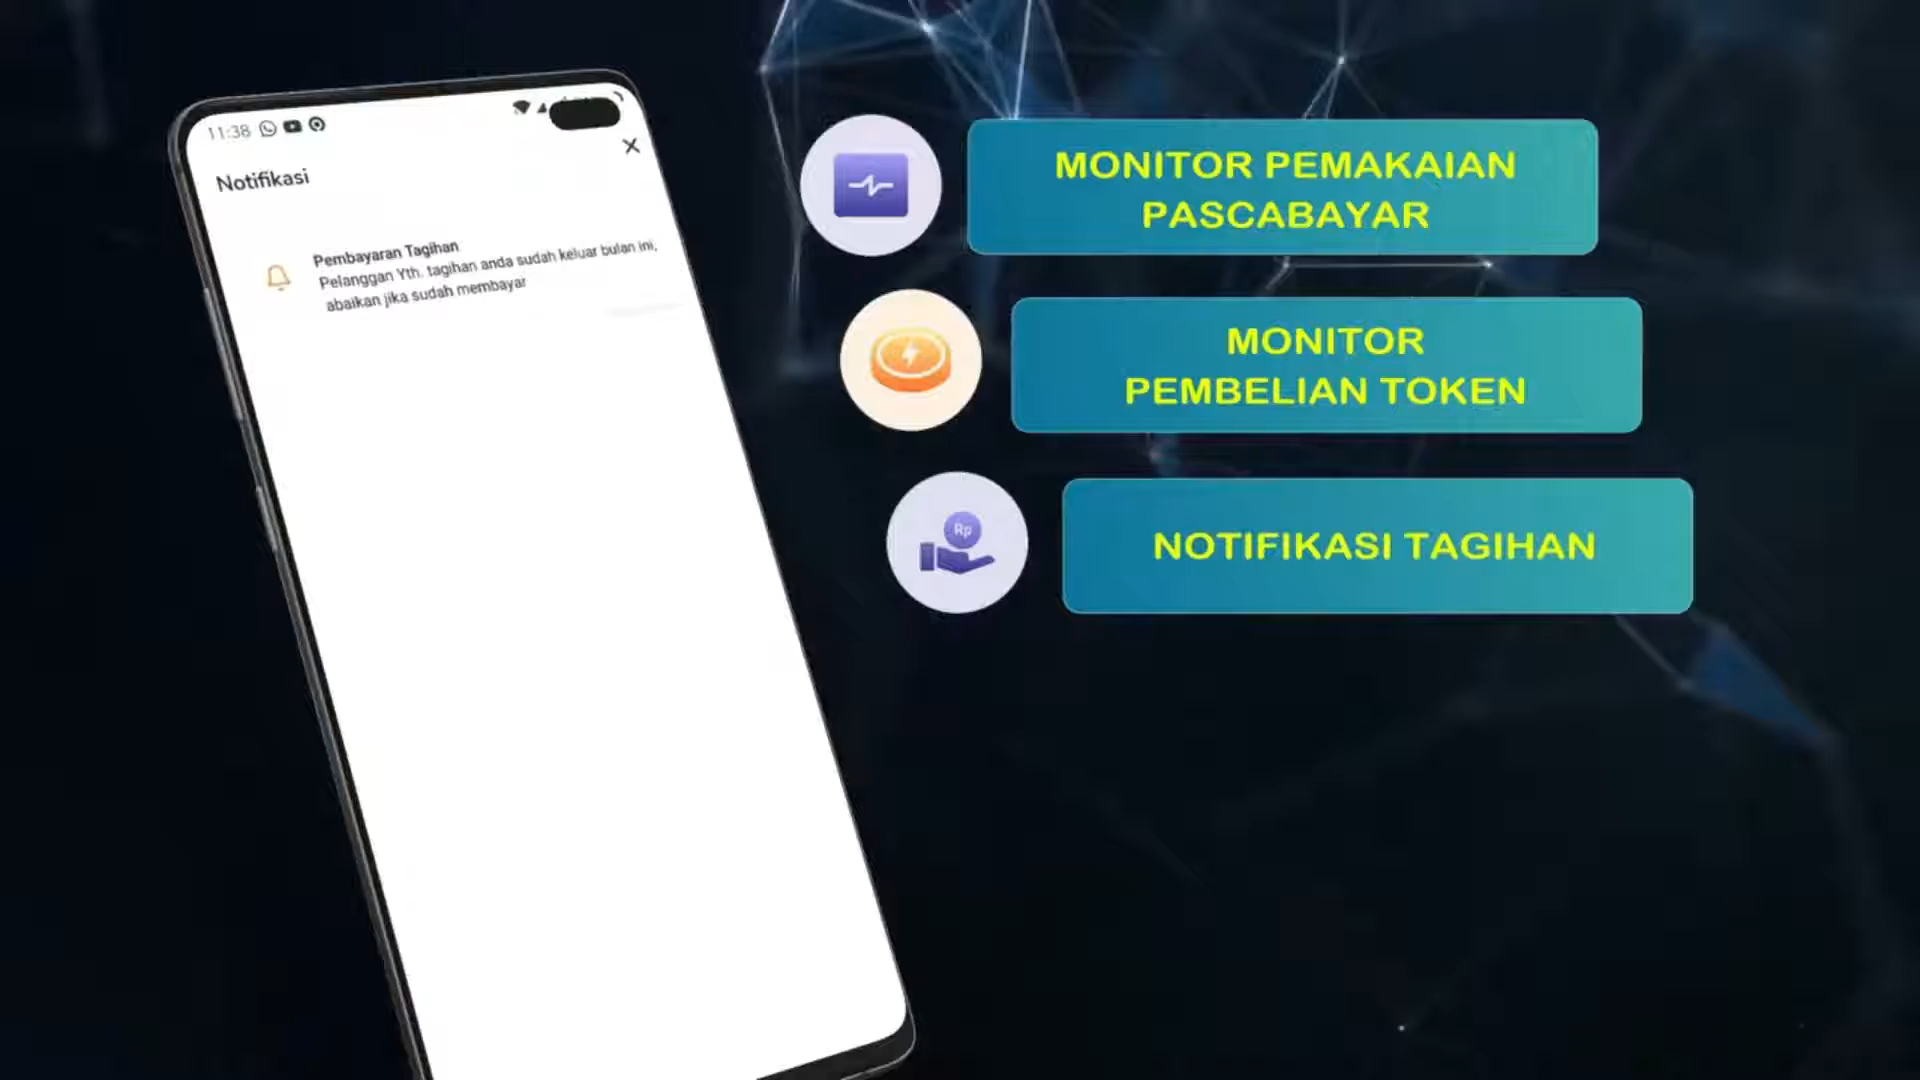 11:38
Notifikasi
Pembayaran Tagihan
Pelanggan Yth. tagihan anda sudah keluar bulan ini,
abaikan jika sudah membayar
MONITOR PEMAKAIAN
PASCABAYAR
MONITOR
PEMBELIAN TOKEN
Rp
NOTIFIKASI TAGIHAN